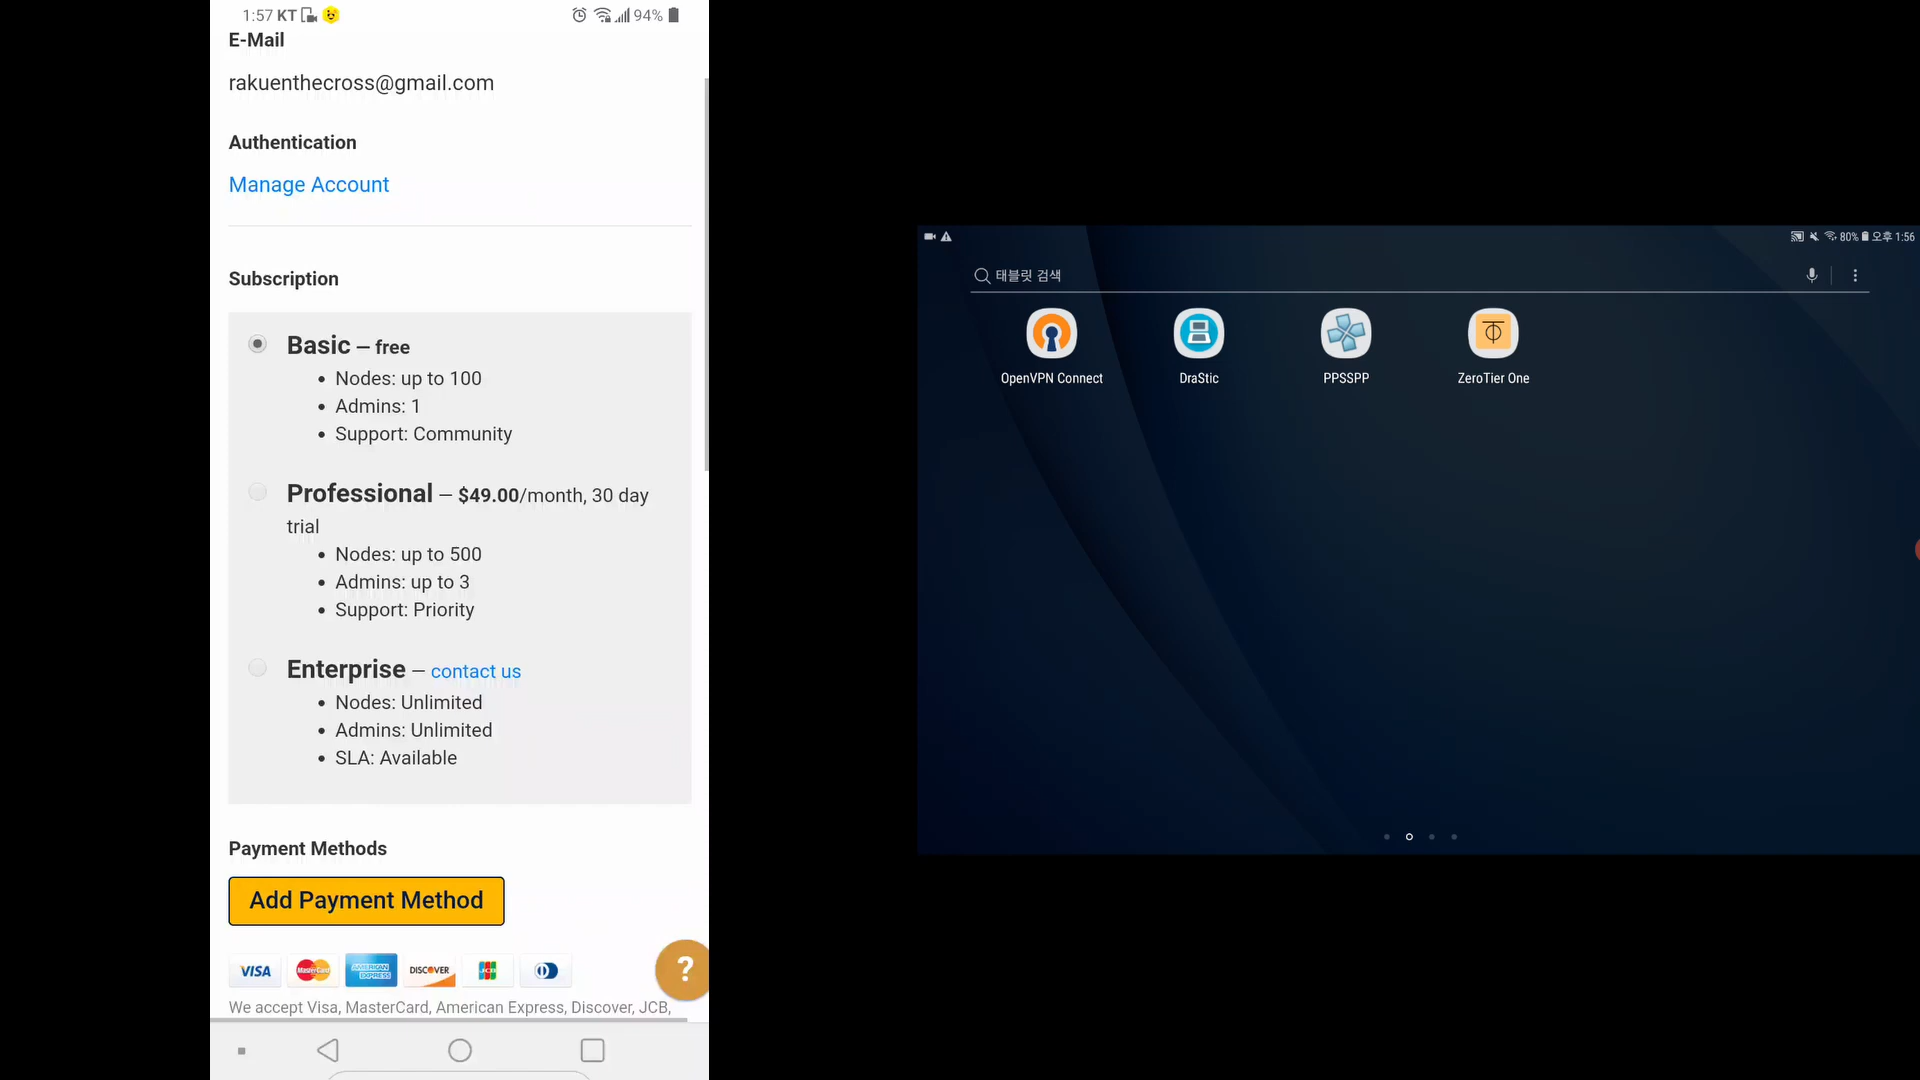 1:57 KT
94%
E-Mail
rakuenthecross@gmail.com
Authentication
Manage Account
Subscription
Basic — free
• Nodes: up to 100
• Admins: 1
• Support: Community
Professional — $49.00/month, 30 day
trial
• Nodes: up to 500
• Admins: up to 3
• Support: Priority
Enterprise — contact us
• Nodes: Unlimited
• Admins: Unlimited
• SLA: Available
Payment Methods
Add Payment Method
VISA MasterCard AMERICAN EXPRESS DISCOVER JCB
?
We accept Visa, MasterCard, American Express, Discover, JCB,
80% 오후 1:56
태블릿 검색
OpenVPN Connect
DraStic
PPSSPP
ZeroTier One